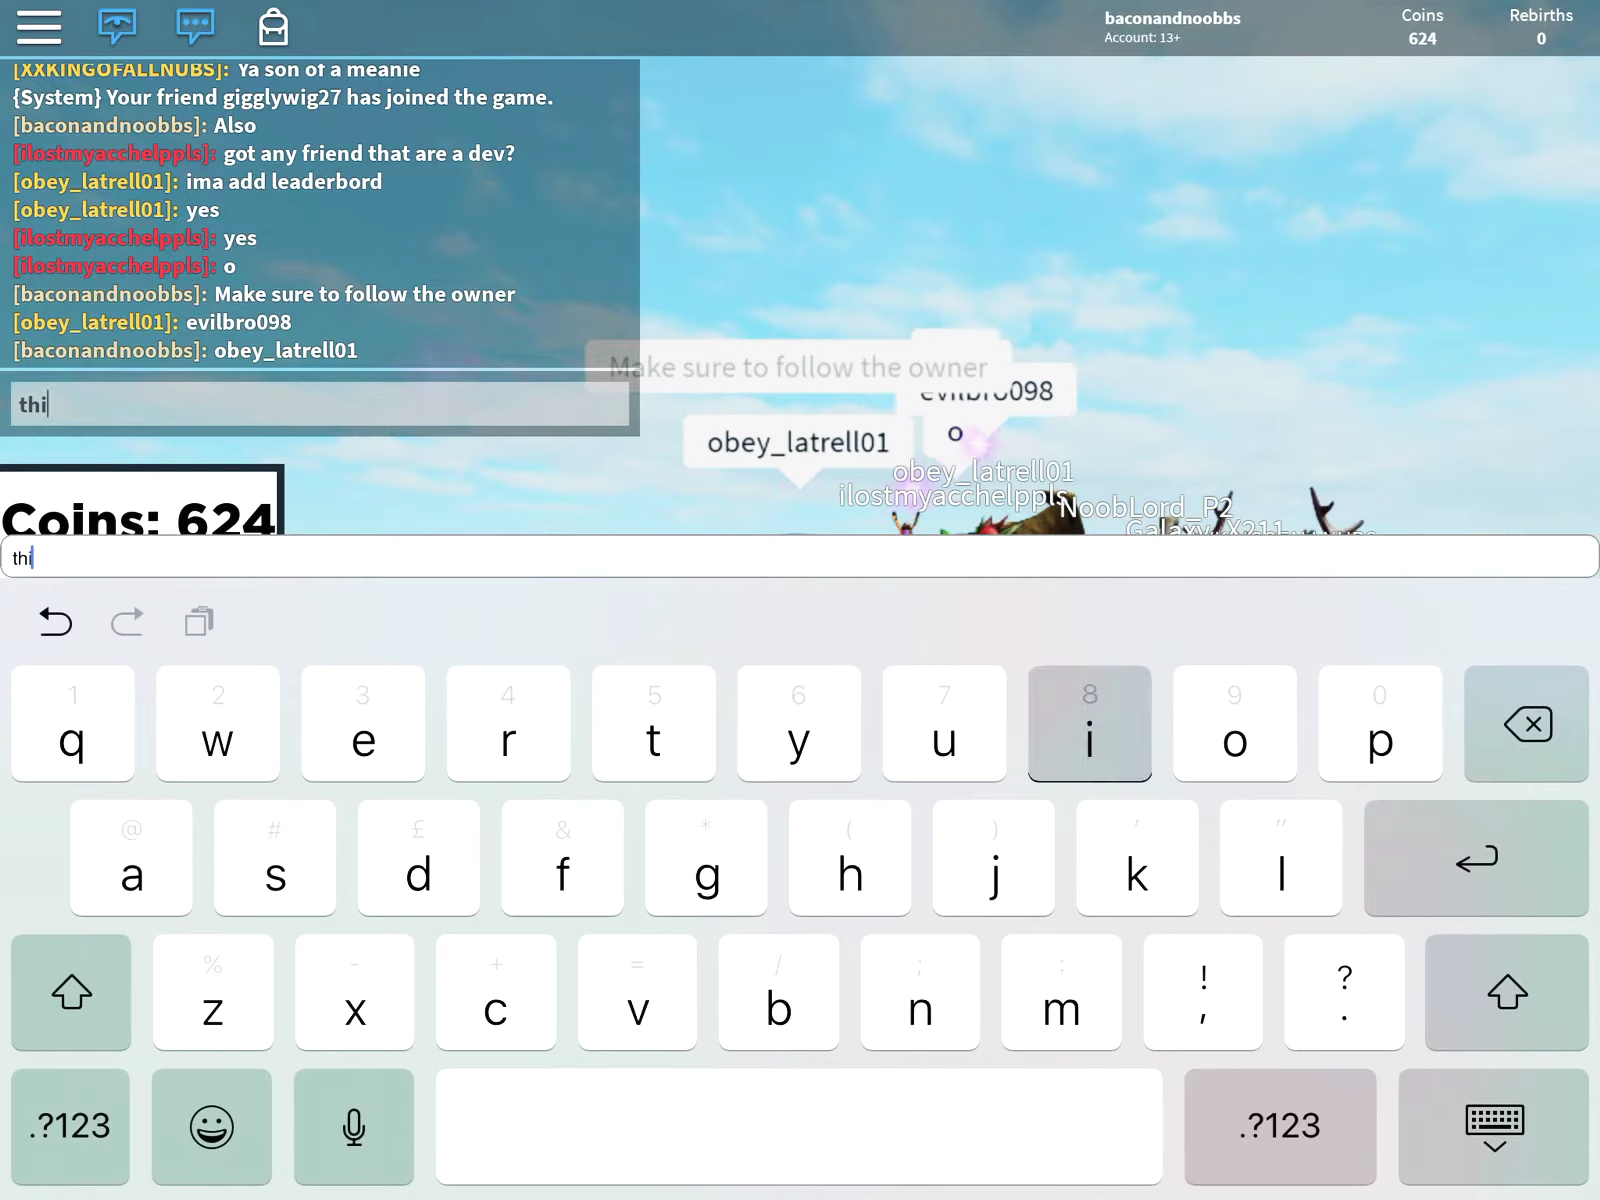 baconandnoobbs
Account: 13+
Coins
624
Rebirths
0
[XXKINGOFALLNUBS]: Ya son of a meanie
{System} Your friend gigglywig27 has joined the game.
[baconandnoobbs]: Also
[ilostmyacchelppls]: got any friend that are a dev?
[obey_latrell01]: ima add leaderbord
[obey_latrell01]: yes
[ilostmyacchelppls]: yes
[ilostmyacchelppls]: o
[baconandnoobbs]: Make sure to follow the owner
[obey_latrell01]: evilbro098
[baconandnoobbs]: obey_latrell01
thi
Make sure to follow the owner
evilbro098
obey_latrell01
o
obey_latrell01
ilostmyacchelppls
NoobLord_P2
Galaxy_X211
Coins: 624
thi
1 2 3 4 5 6 7 8 9 0
q w e r t y u i o p
@ # £ & * ( ) ' "
a s d f g h j k l
% - + = / ; : ! ?
z x c v b n m , .
.?123 .?123